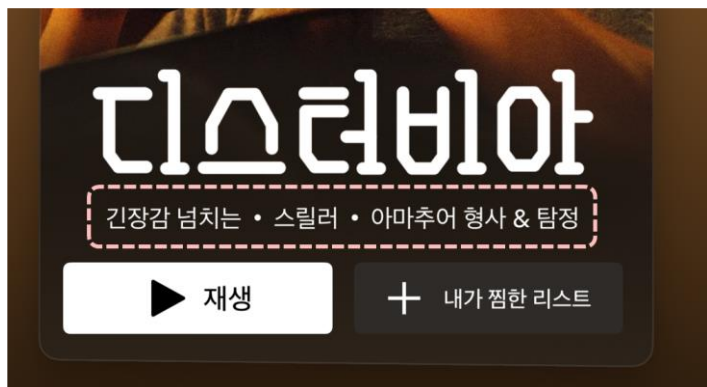 디스터비아
긴장감 넘치는 • 스릴러 • 아마추어 형사 & 탐정
재생
내가 찜한 리스트